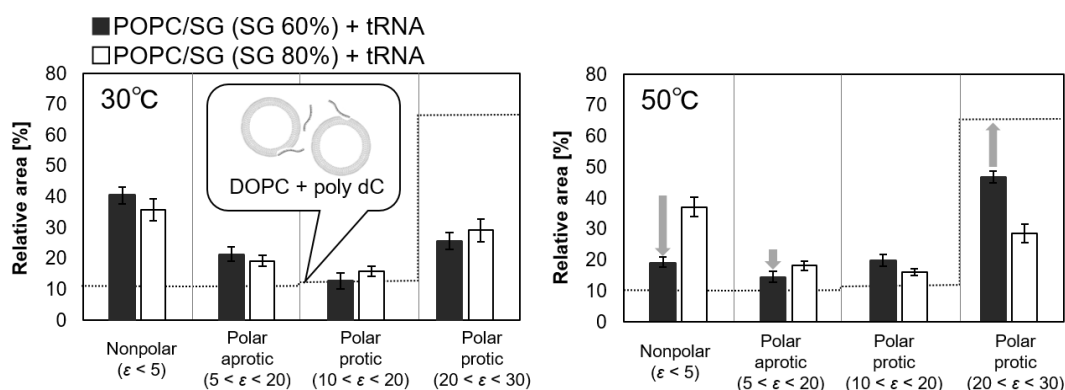 POPC/SG (SG 60%) + tRNA
POPC/SG (SG 80%) + tRNA
Relative area [%]
80
70
60
50
40
30
20
10
0
30℃
DOPC + poly dC
Nonpolar
(ε < 5)
Polar
aprotic
(5 < ε < 20)
Polar
protic
(10 < ε < 20)
Polar
protic
(20 < ε < 30)
Relative area [%]
80
70
60
50
40
30
20
10
0
50℃
Nonpolar
(ε < 5)
Polar
aprotic
(5 < ε < 20)
Polar
protic
(10 < ε < 20)
Polar
protic
(20 < ε < 30)